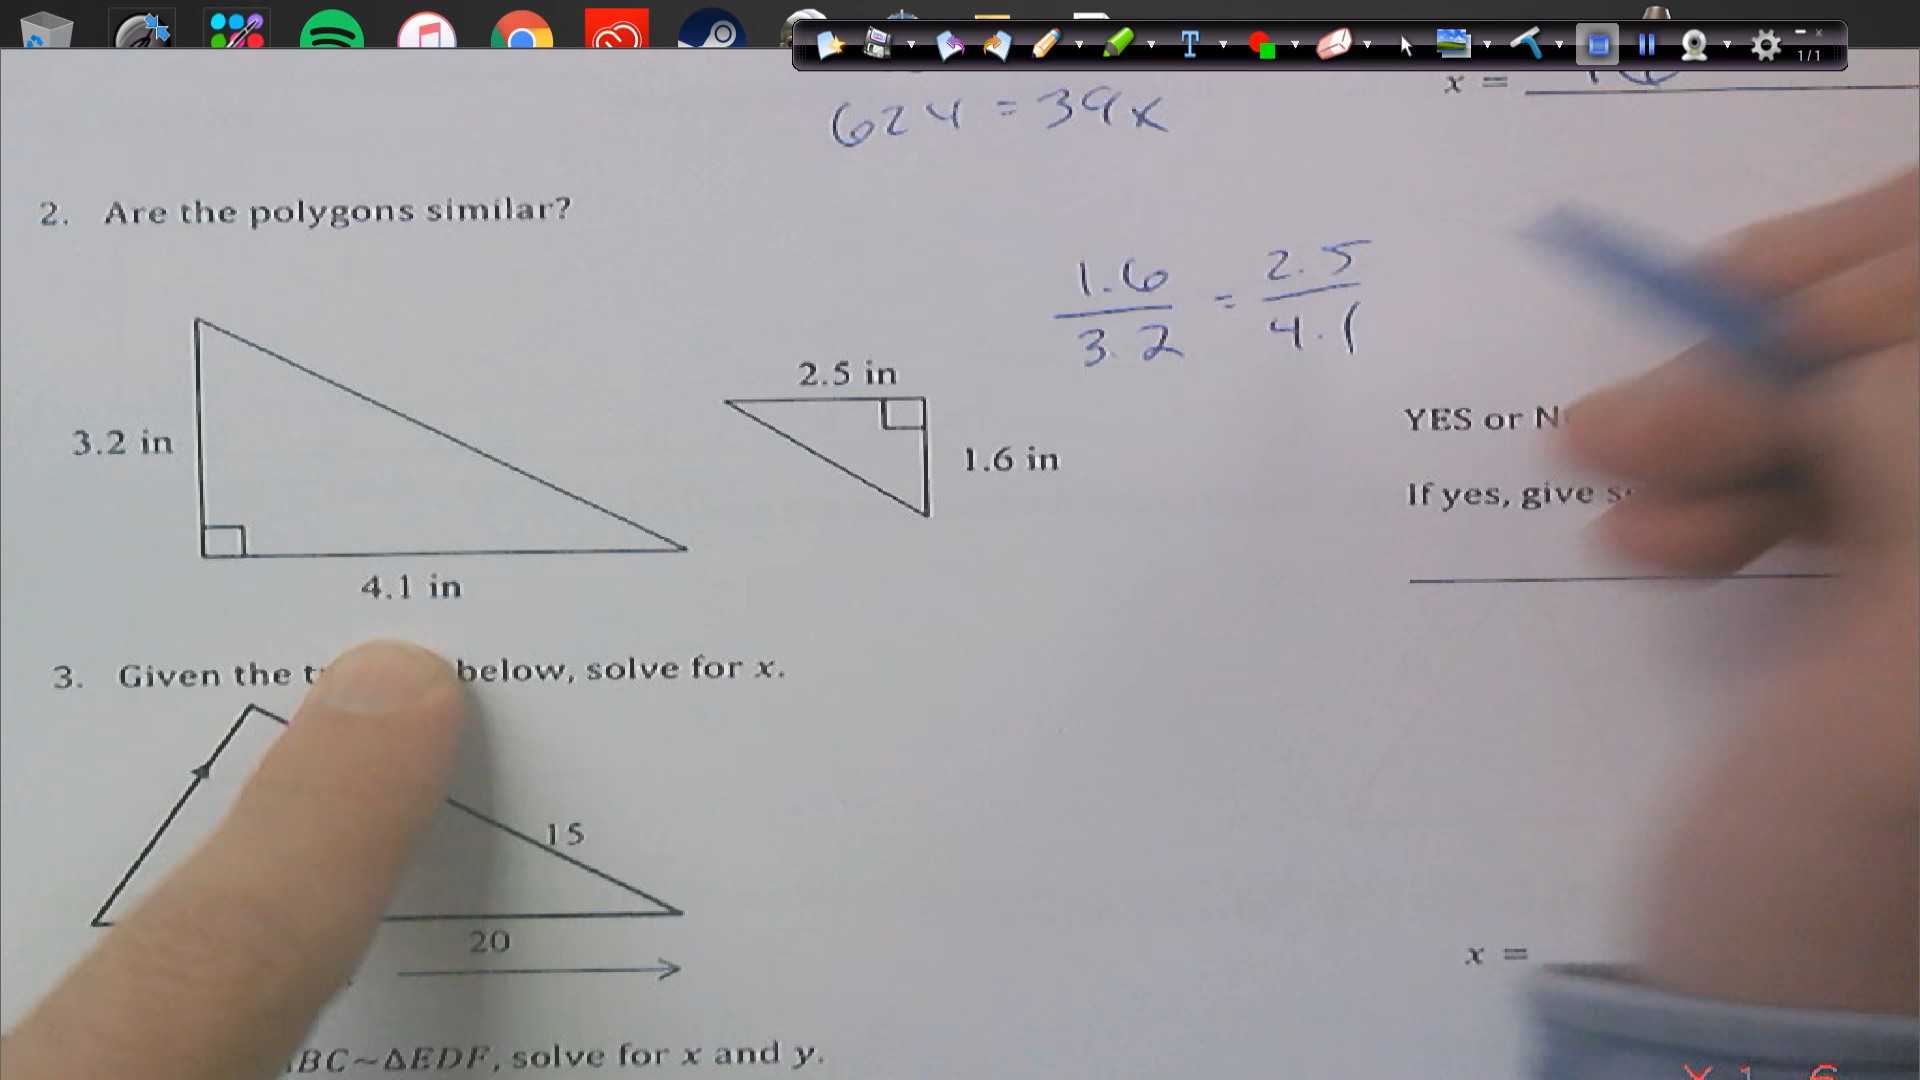 1/1
624 = 39x
x =
2. Are the polygons similar?
1.6 / 3.2 = 2.5 / 4.1
2.5 in
3.2 in
1.6 in
YES or N
If yes, give
4.1 in
3. Given the below, solve for x.
15
20
x =
BC~ΔEDF, solve for x and y.